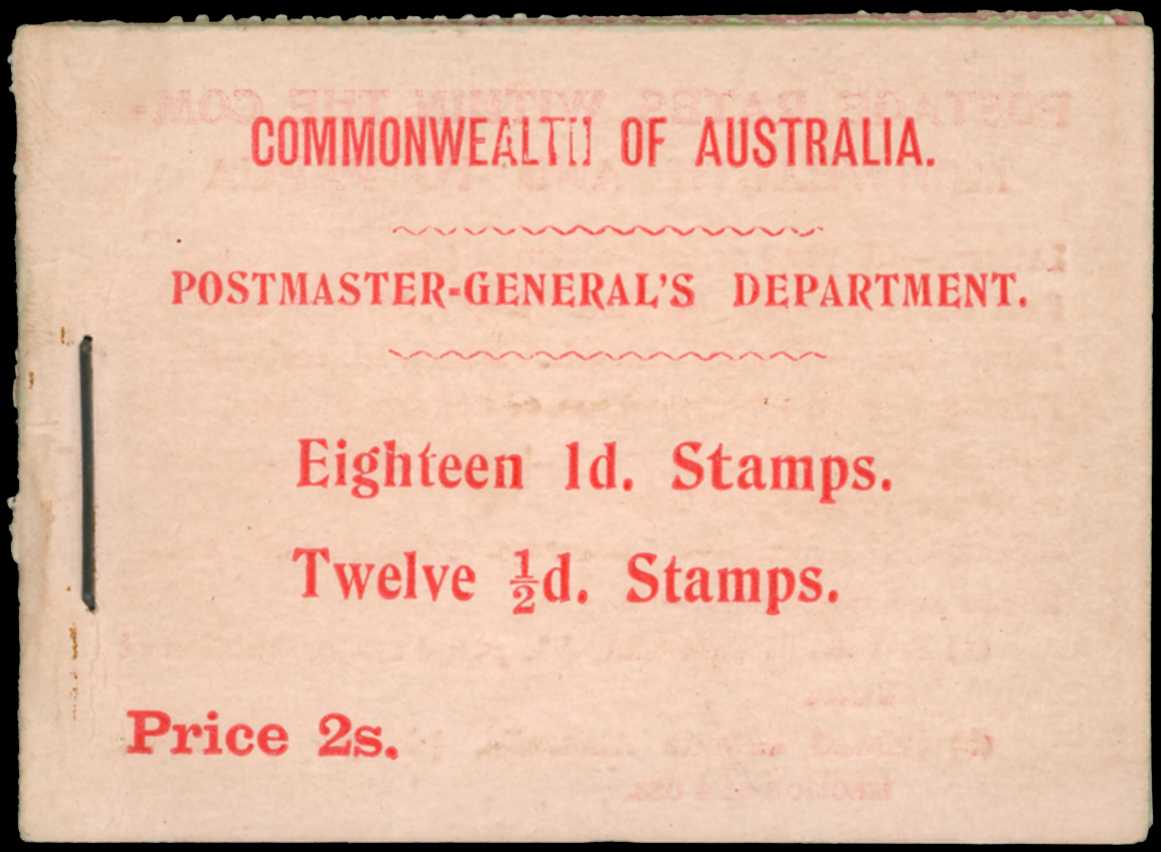 COMMONWEALTH OF AUSTRALIA.
POSTMASTER-GENERAL'S DEPARTMENT.
Eighteen 1d. Stamps.
Twelve ½d. Stamps.
Price 2s.